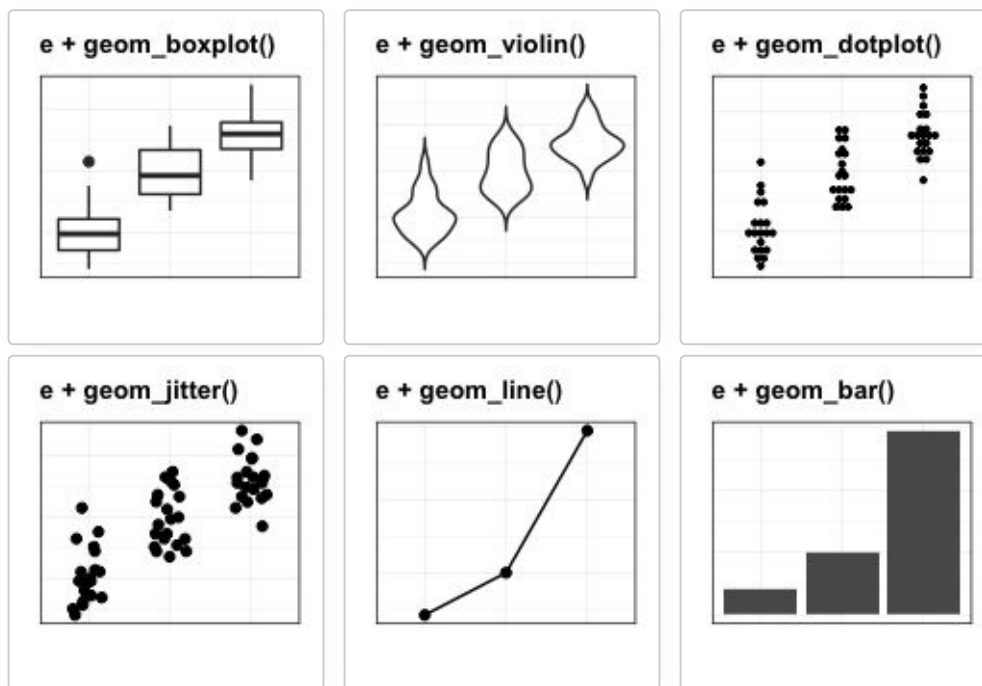 e + geom_boxplot()
e + geom_violin()
e + geom_dotplot()
e + geom_jitter()
e + geom_line()
e + geom_bar()